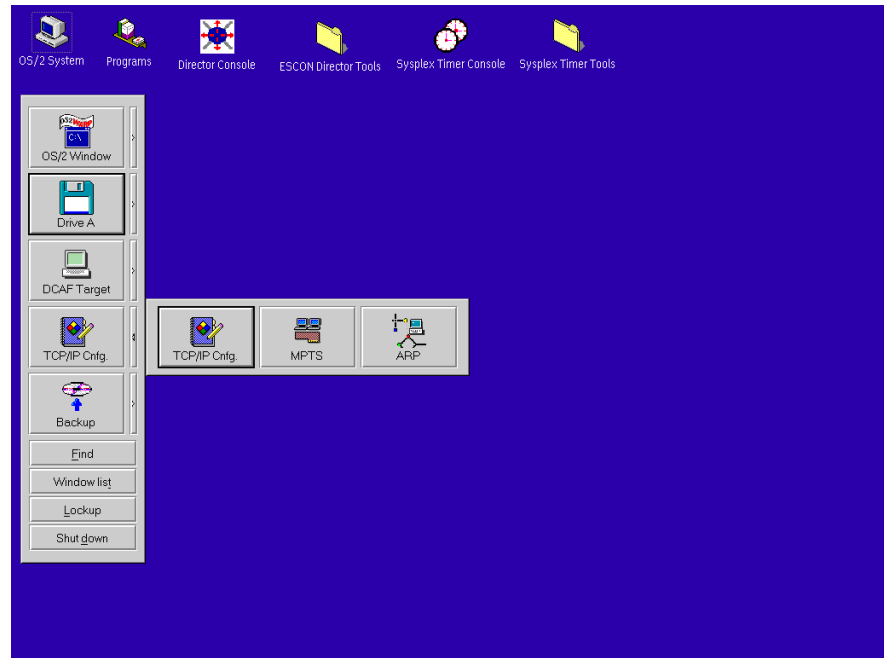 OS/2 System
Programs
Director Console
ESCON Director Tools
Sysplex Timer Console
Sysplex Timer Tools
OS/2 Window
Drive A
DCAF Target
TCP/IP Cnfg.
TCP/IP Cnfg.
MPTS
ARP
Backup
Find
Window list
Lockup
Shut down